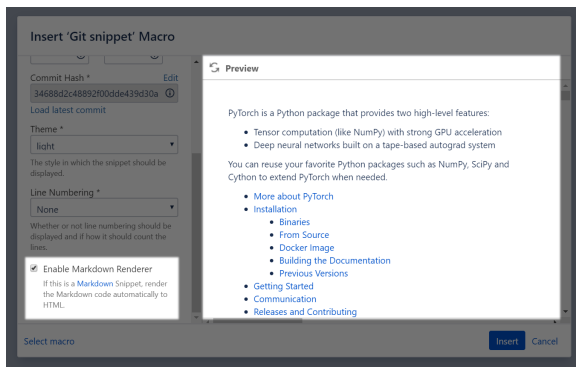 Insert 'Git snippet' Macro
Commit Hash * Edit
34688d2c48892f00dde439d30a
Load latest commit
Theme *
light
The style in which the snippet should be
displayed.
Line Numbering *
None
Whether or not line numbering should be
displayed and if how it should count the
lines.
Enable Markdown Renderer
If this is a Markdown Snippet, render
the Markdown code automatically to
HTML.
Preview
PyTorch is a Python package that provides two high-level features:
• Tensor computation (like NumPy) with strong GPU acceleration
• Deep neural networks built on a tape-based autograd system
You can reuse your favorite Python packages such as NumPy, SciPy and
Cython to extend PyTorch when needed.
• More about PyTorch
• Installation
• Binaries
• From Source
• Docker Image
• Building the Documentation
• Previous Versions
• Getting Started
• Communication
• Releases and Contributing
Select macro
Insert Cancel